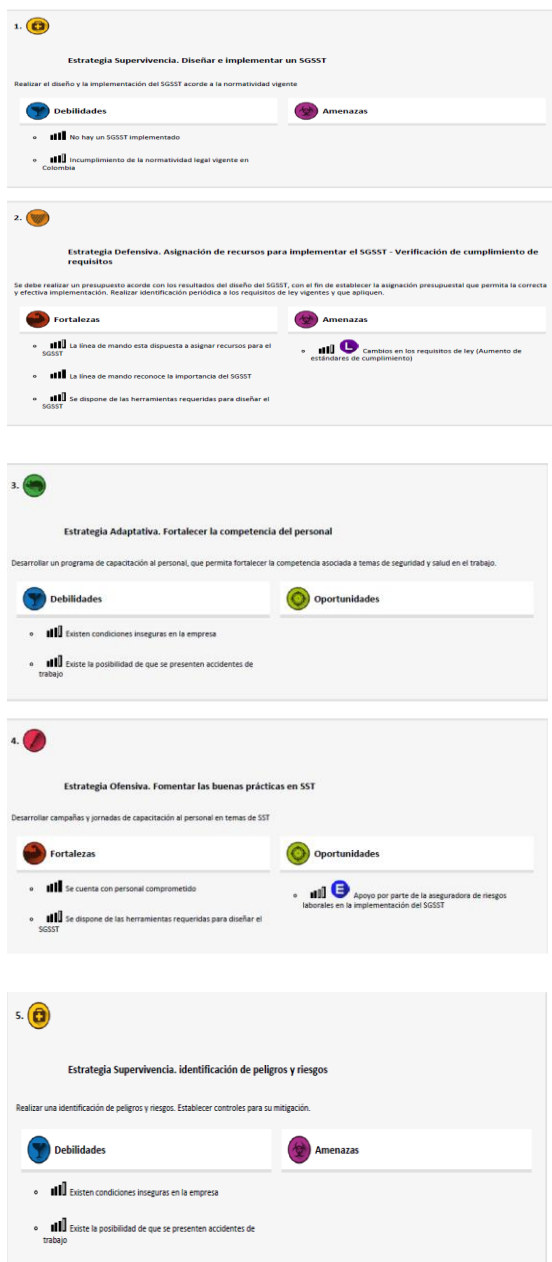 1.
Estrategia Supervivencia. Diseñar e implementar un SGSST
Realizar el diseño y la implementación del SGSST acorde a la normatividad vigente
Debilidades
Amenazas
No hay un SGSST implementado
Incumplimiento de la normatividad legal vigente en
Colombia
2.
Estrategia Defensiva. Asignación de recursos para implementar el SGSST - Verificación de cumplimiento de
requisitos
Se debe realizar un presupuesto acorde con los resultados del diseño del SGSST, con el fin de establecer la asignación presupuestal que permita la correcta
y efectiva implementación. Realizar identificación periódica a los requisitos de ley vigentes y que apliquen.
Fortalezas
Amenazas
La línea de mando esta dispuesta a asignar recursos para el
SGSST
La línea de mando reconoce la importancia del SGSST
Se dispone de las herramientas requeridas para diseñar el
SGSST
L Cambios en los requisitos de ley (Aumento de
estándares de cumplimiento)
3.
Estrategia Adaptativa. Fortalecer la competencia del personal
Desarrollar un programa de capacitación al personal, que permita fortalecer la competencia asociada a temas de seguridad y salud en el trabajo.
Debilidades
Oportunidades
Existen condiciones inseguras en la empresa
Existe la posibilidad de que se presenten accidentes de
trabajo
4.
Estrategia Ofensiva. Fomentar las buenas prácticas en SST
Desarrollar campañas y jornadas de capacitación al personal en temas de SST
Fortalezas
Oportunidades
Se cuenta con personal comprometido
Se dispone de las herramientas requeridas para diseñar el
SGSST
E Apoyo por parte de la aseguradora de riesgos
laborales en la implementación del SGSST
5.
Estrategia Supervivencia. identificación de peligros y riesgos
Realizar una identificación de peligros y riesgos. Establecer controles para su mitigación.
Debilidades
Amenazas
Existen condiciones inseguras en la empresa
Existe la posibilidad de que se presenten accidentes de
trabajo